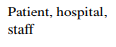 Patient, hospital,
staff